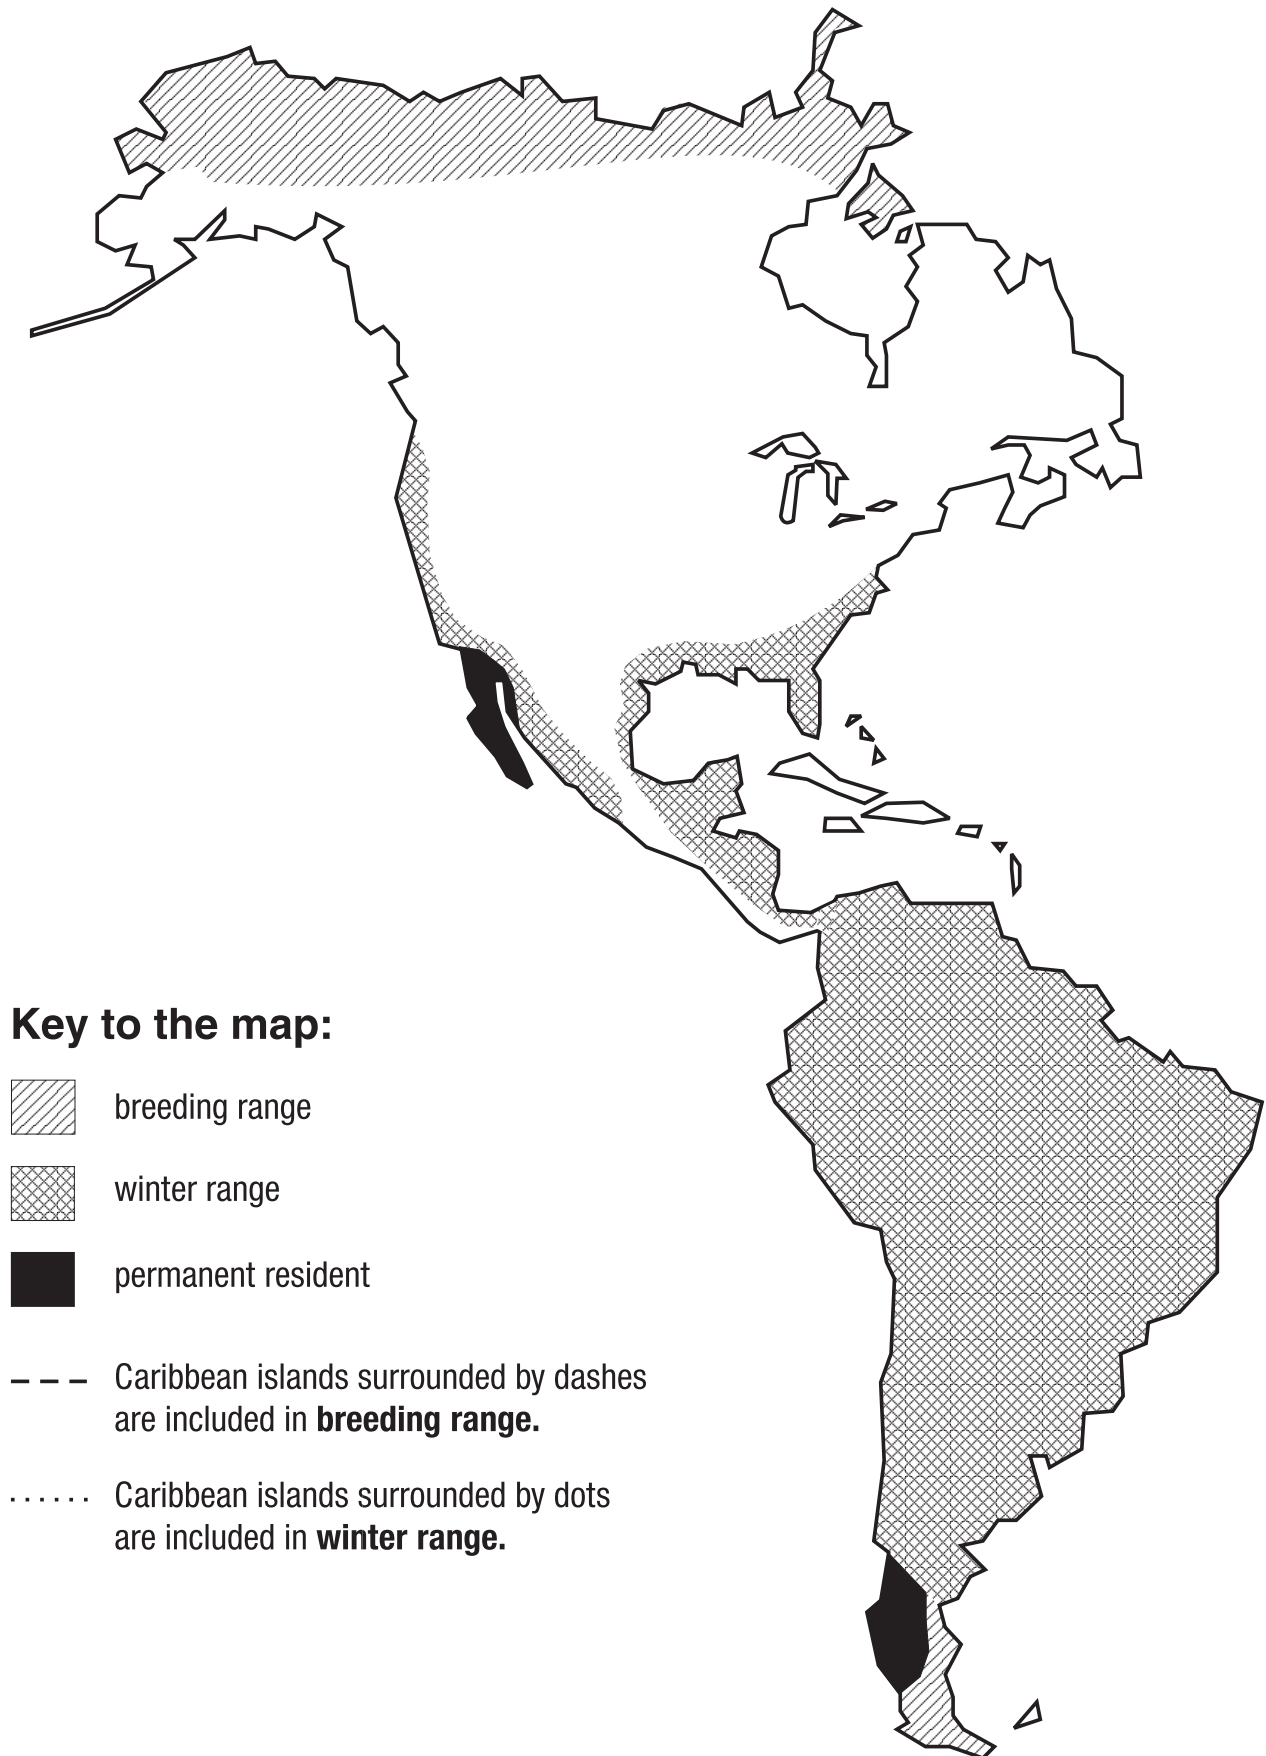 Key to the map:
breeding range
winter range
permanent resident
Caribbean islands surrounded by dashes
are included in breeding range.
Caribbean islands surrounded by dots
are included in winter range.